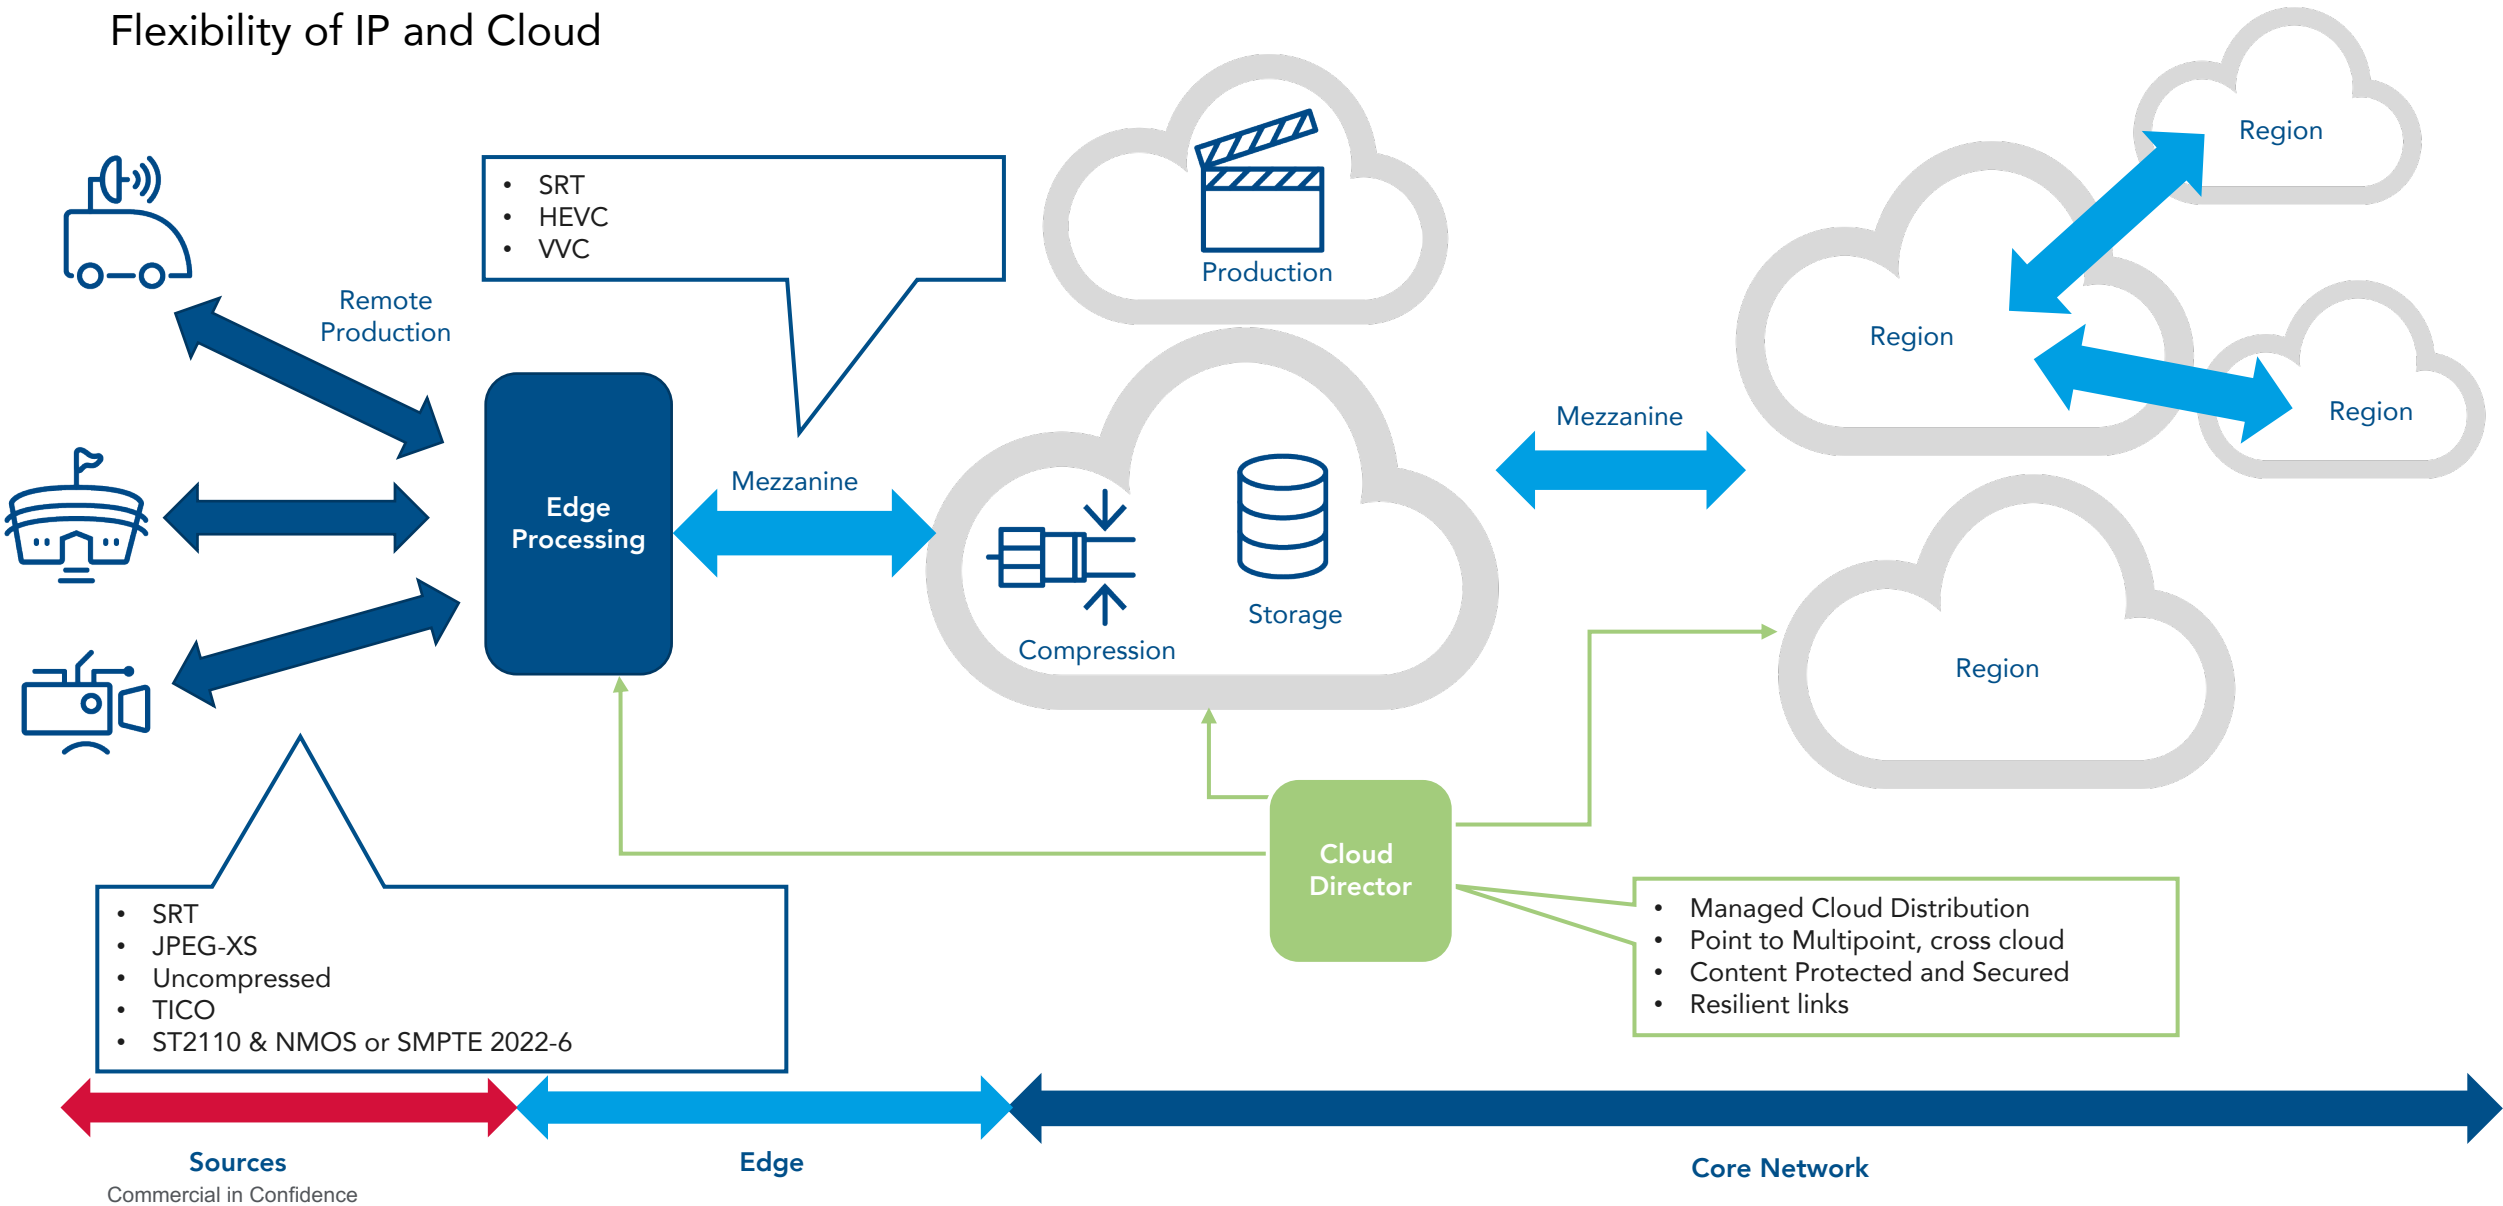 Flexibility of IP and Cloud
• SRT
• HEVC
• VVC
Remote
Production
Production
Region
Region
Region
Mezzanine
Mezzanine
Edge
Processing
Compression
Storage
Region
Cloud
Director
• SRT
• JPEG-XS
• Uncompressed
• TICO
• ST2110 & NMOS or SMPTE 2022-6
• Managed Cloud Distribution
• Point to Multipoint, cross cloud
• Content Protected and Secured
• Resilient links
Sources
Edge
Core Network
Commercial in Confidence